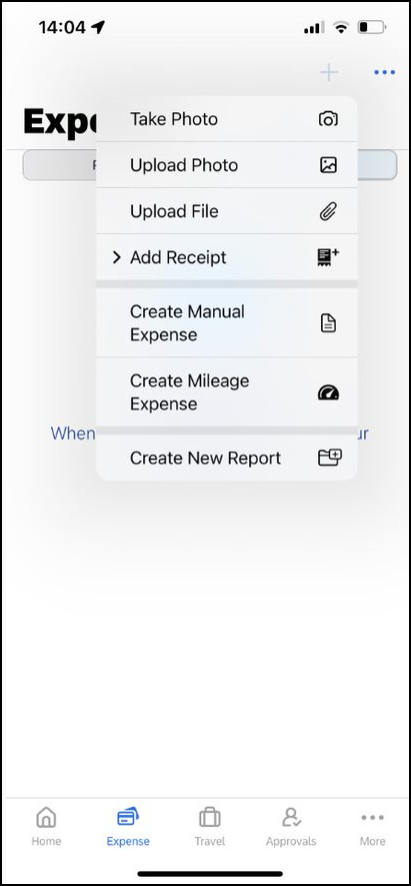 14:04
Expe
Take Photo
Upload Photo
Upload File
Add Receipt
Create Manual
Expense
Create Mileage
Expense
When
ur
Create New Report
Home
Expense
Travel
Approvals
More